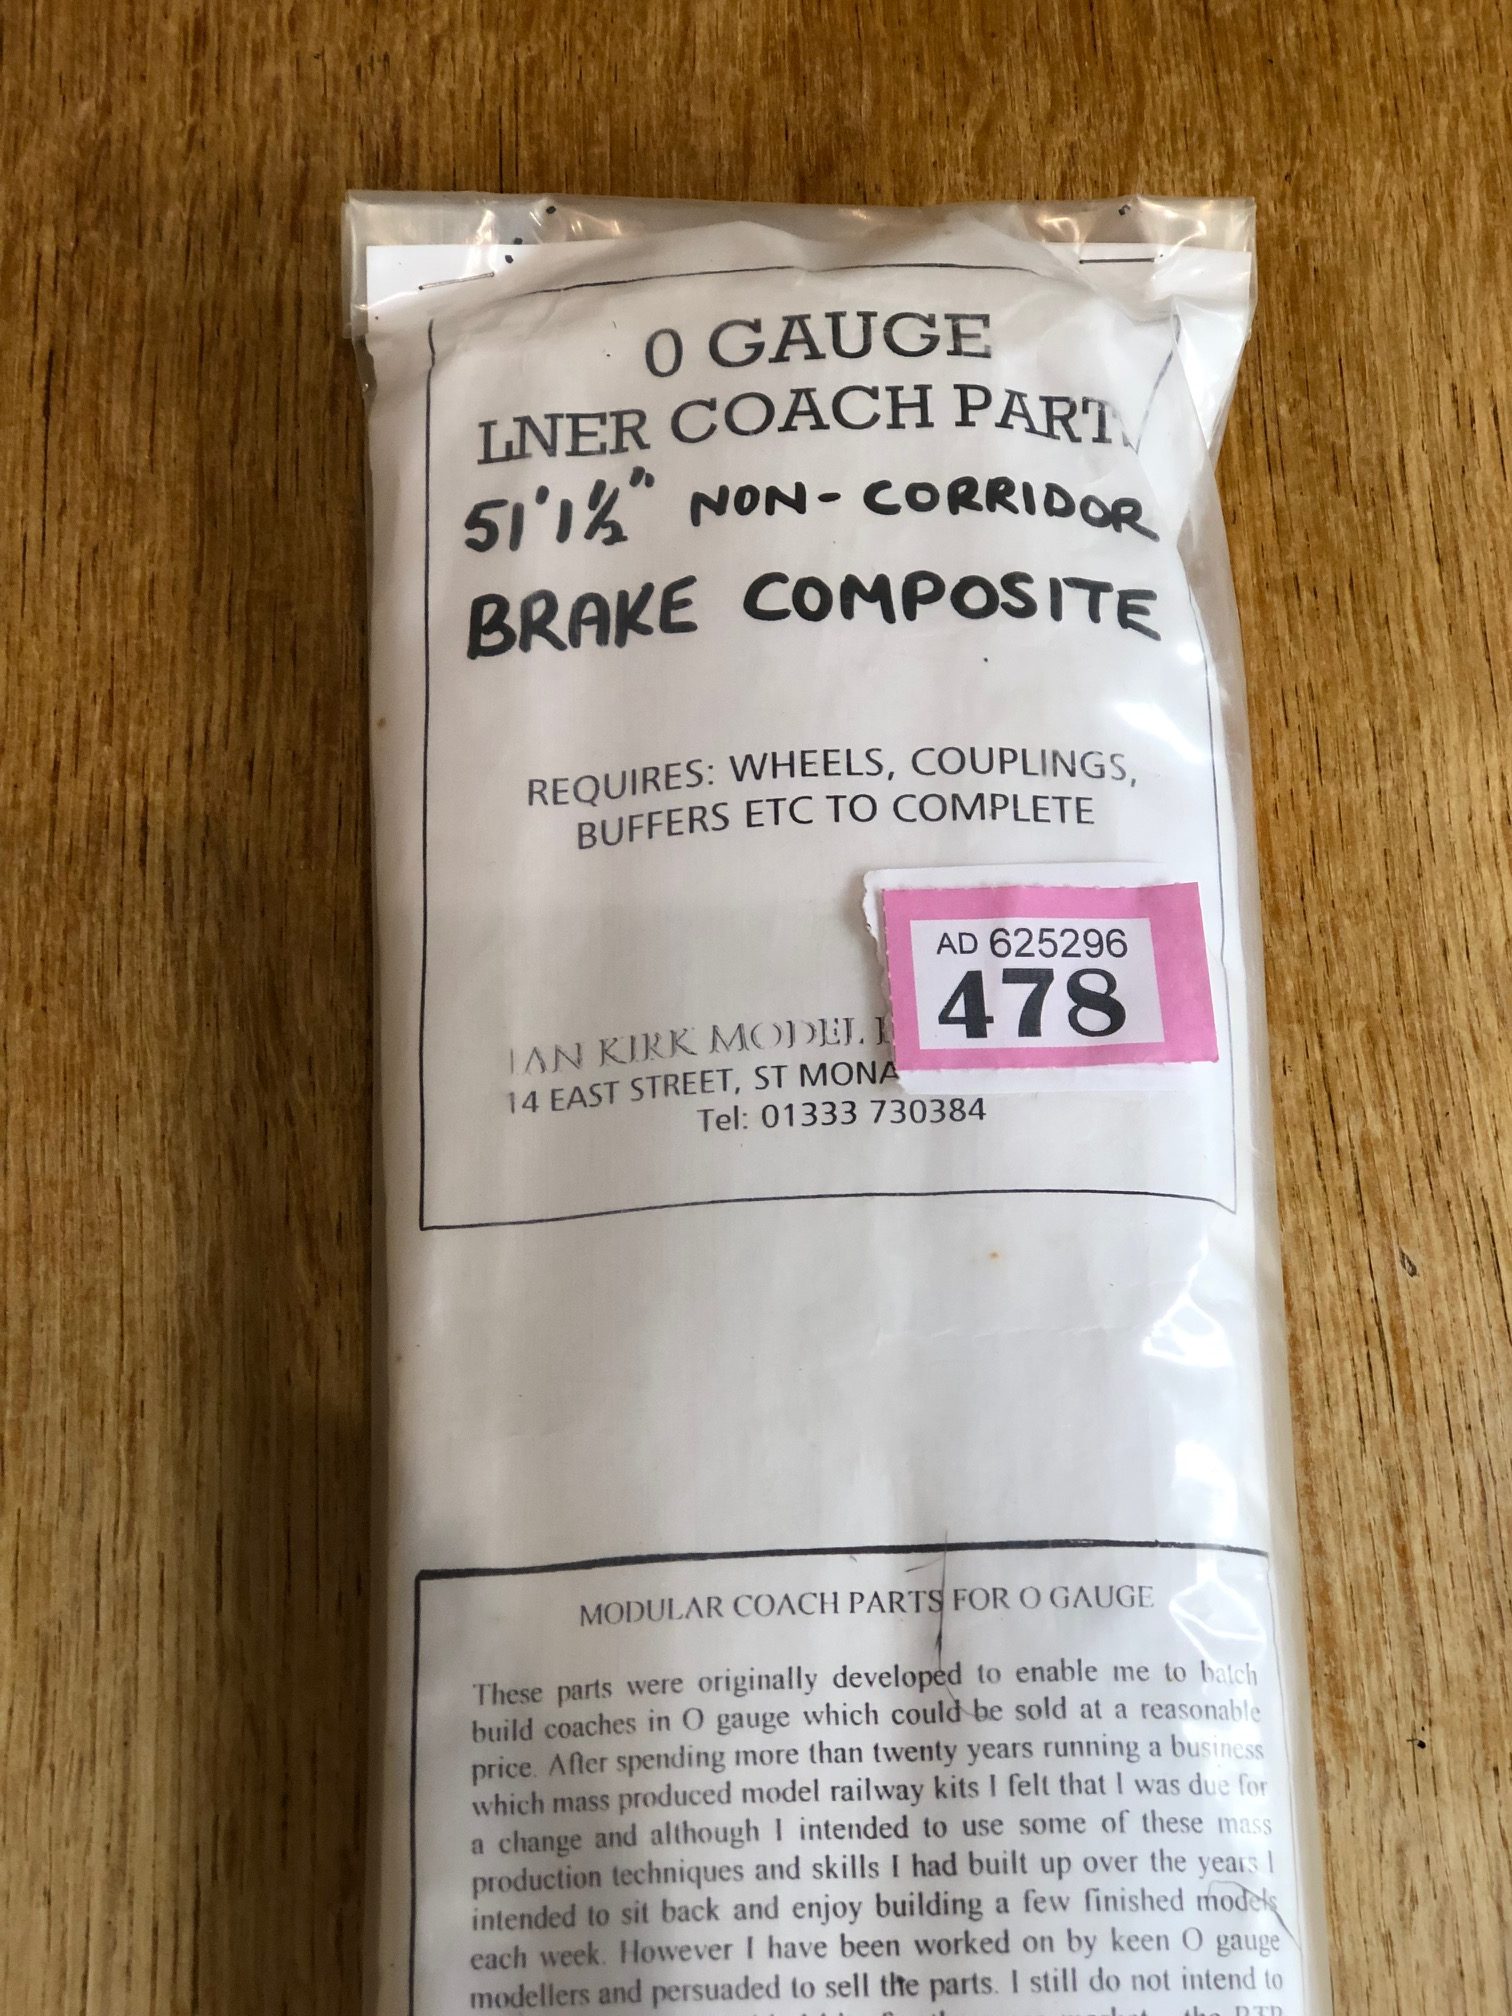 0 GAUGE
LNER COACH PART
51'1½" NON-CORRIDOR
BRAKE COMPOSITE
REQUIRES: WHEELS, COUPLINGS,
BUFFERS ETC TO COMPLETE
AD 625296
478
IAN KIRK MODEL
14 EAST STREET, ST MONA
Tel: 01333 730384
MODULAR COACH PARTS FOR O GAUGE
These parts were originally developed to enable me to batch
build coaches in O gauge which could be sold at a reasonable
price. After spending more than twenty years running a business
which mass produced model railway kits I felt that I was due for
a change and although I intended to use some of these mass
production techniques and skills I had built up over the years I
intended to sit back and enjoy building a few finished models
each week. However I have been worked on by keen O gauge
modellers and persuaded to sell the parts. I still do not intend to